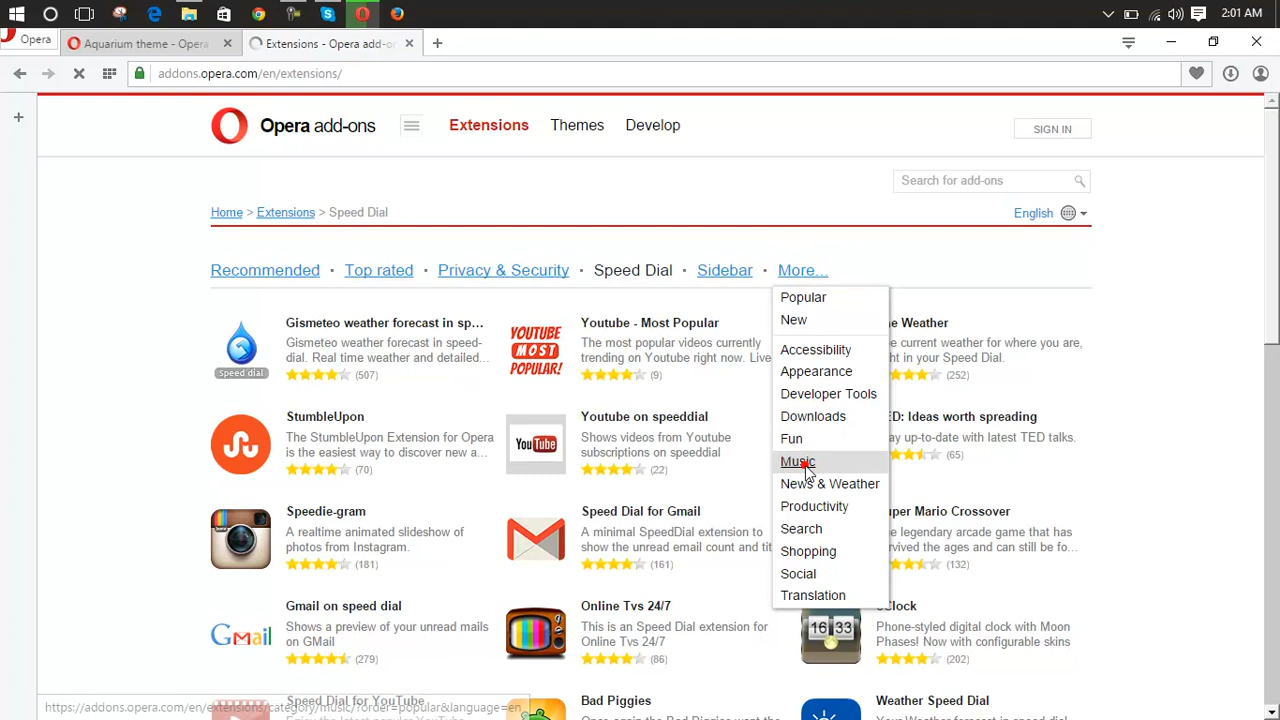 2:01 AM
Opera
Aquarium theme - Opera
Extensions - Opera add-on
addons.opera.com/en/extensions/
Opera add-ons
Extensions
Themes
Develop
SIGN IN
Search for add-ons
Home > Extensions > Speed Dial
English
Recommended · Top rated · Privacy & Security · Speed Dial · Sidebar · More...
Popular
New
Accessibility
Appearance
Developer Tools
Downloads
Fun
Music
News & Weather
Productivity
Search
Shopping
Social
Translation
Gismeteo weather forecast in sp...
Gismeteo weather forecast in speed-
dial. Real time weather and detailed...
(507)
Speed dial
YOUTUBE
MOST
POPULAR!
Youtube - Most Popular
The most popular videos currently
trending on Youtube right now. Live
(9)
Weather
current weather for where you are,
right in your Speed Dial.
(252)
StumbleUpon
The StumbleUpon Extension for Opera
is the easiest way to discover new a...
(70)
You Tube
Youtube on speeddial
Shows videos from Youtube
subscriptions on speeddial
(22)
Ideas worth spreading
up-to-date with latest TED talks.
(65)
Speedie-gram
A realtime animated slideshow of
photos from Instagram.
(181)
Speed Dial for Gmail
A minimal SpeedDial extension to
show the unread email count and tit
(161)
Super Mario Crossover
legendary arcade game that has
survived the ages and can still be fo...
(132)
Gmail
Gmail on speed dial
Shows a preview of your unread mails
on GMail
(279)
Online Tvs 24/7
This is an Speed Dial extension for
Online Tvs 24/7
(86)
16 33
Clock
Phone-styled digital clock with Moon
Phases! Now with configurable skins
(202)
Speed Dial for YouTube
Bad Piggies
Weather Speed Dial
https://addons.opera.com/en/extensions/category/music/?order=popular&language=en